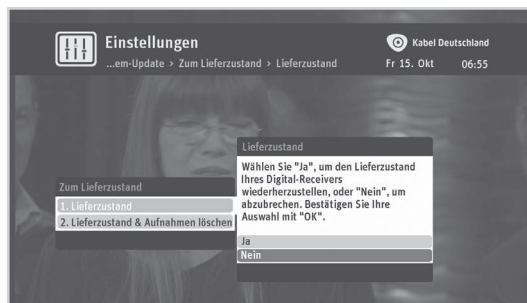 Einstellungen
Kabel Deutschland
...em-Update > Zum Lieferzustand > Lieferzustand
Fr 15. Okt 06:55
Zum Lieferzustand
1. Lieferzustand
2. Lieferzustand & Aufnahmen löschen
Lieferzustand
Wählen Sie "Ja", um den Lieferzustand
Ihres Digital-Receivers
wiederherzustellen, oder "Nein", um
abzubrechen. Bestätigen Sie Ihre
Auswahl mit "OK".
Ja
Nein